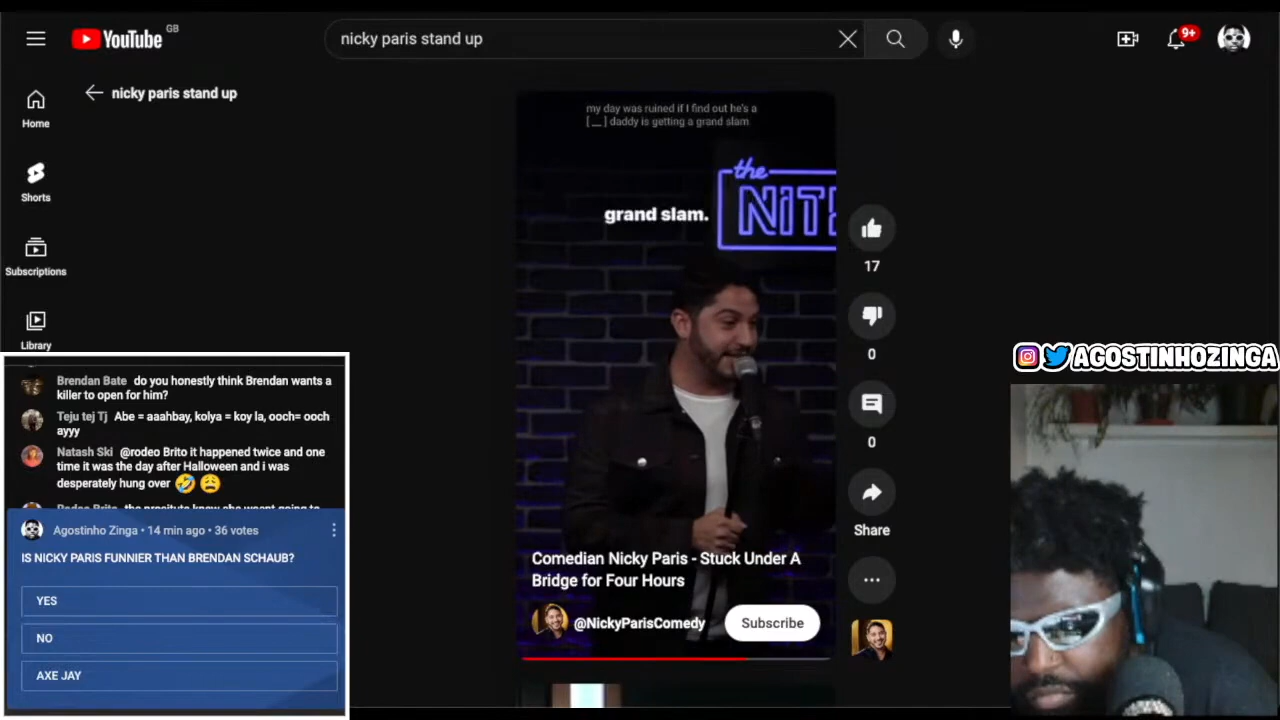 YouTube GB
nicky paris stand up
9+
nicky paris stand up
Home
Shorts
Subscriptions
Library
my day was ruined if I find out he's a
[ __ ] daddy is getting a grand slam
the
NIT
grand slam.
17
0
0
Share
Comedian Nicky Paris - Stuck Under A
Bridge for Four Hours
@NickyParisComedy
Subscribe
Brendan Bate do you honestly think Brendan wants a
killer to open for him?
Teju tej Tj Abe = aaahbay, kolya = koy la, ooch= ooch
ayyy
Natash Ski @rodeo Brito it happened twice and one
time it was the day after Halloween and i was
desperately hung over 🤣 😩
Agostinho Zinga • 14 min ago • 36 votes
IS NICKY PARIS FUNNIER THAN BRENDAN SCHAUB?
YES
NO
AXE JAY
AGOSTINHOZINGA